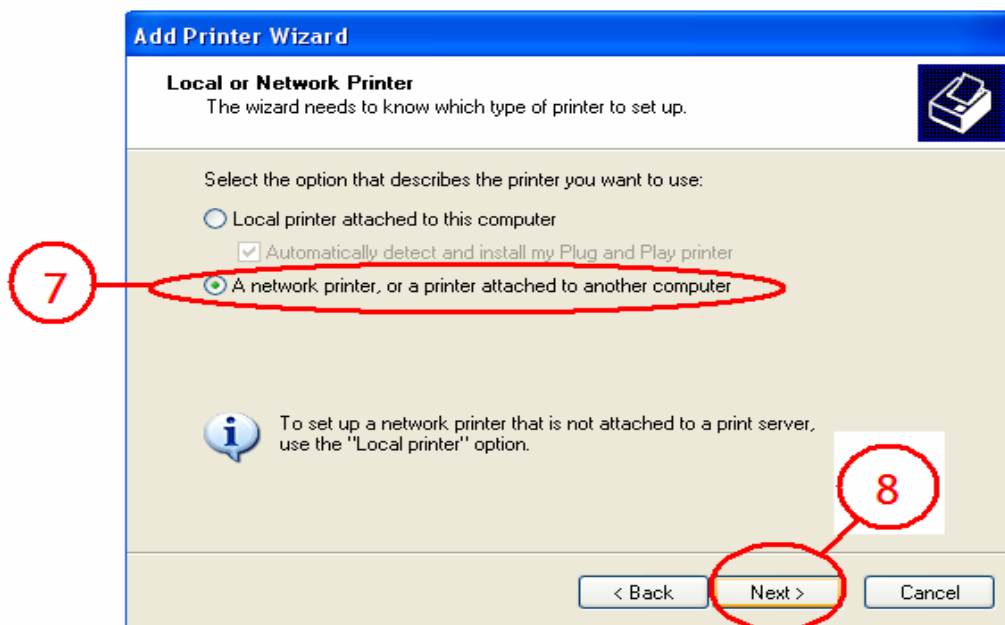 Add Printer Wizard
Local or Network Printer
The wizard needs to know which type of printer to set up.
Select the option that describes the printer you want to use:
Local printer attached to this computer
Automatically detect and install my Plug and Play printer
7
A network printer, or a printer attached to another computer
To set up a network printer that is not attached to a print server,
use the "Local printer" option.
8
< Back Next > Cancel